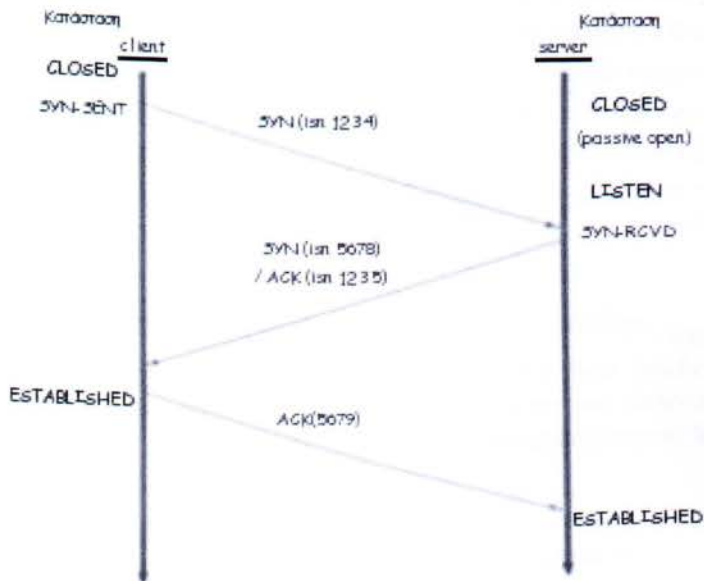 Κατάσταση
Κατάσταση
client
server
CLOSED
SYN-SENT
CLOSED
SYN (isn 1234)
(passive open)
LISTEN
SYN-RCVD
SYN (isn 5678)
/ ACK (isn 1235)
ESTABLISHED
ACK(5679)
ESTABLISHED